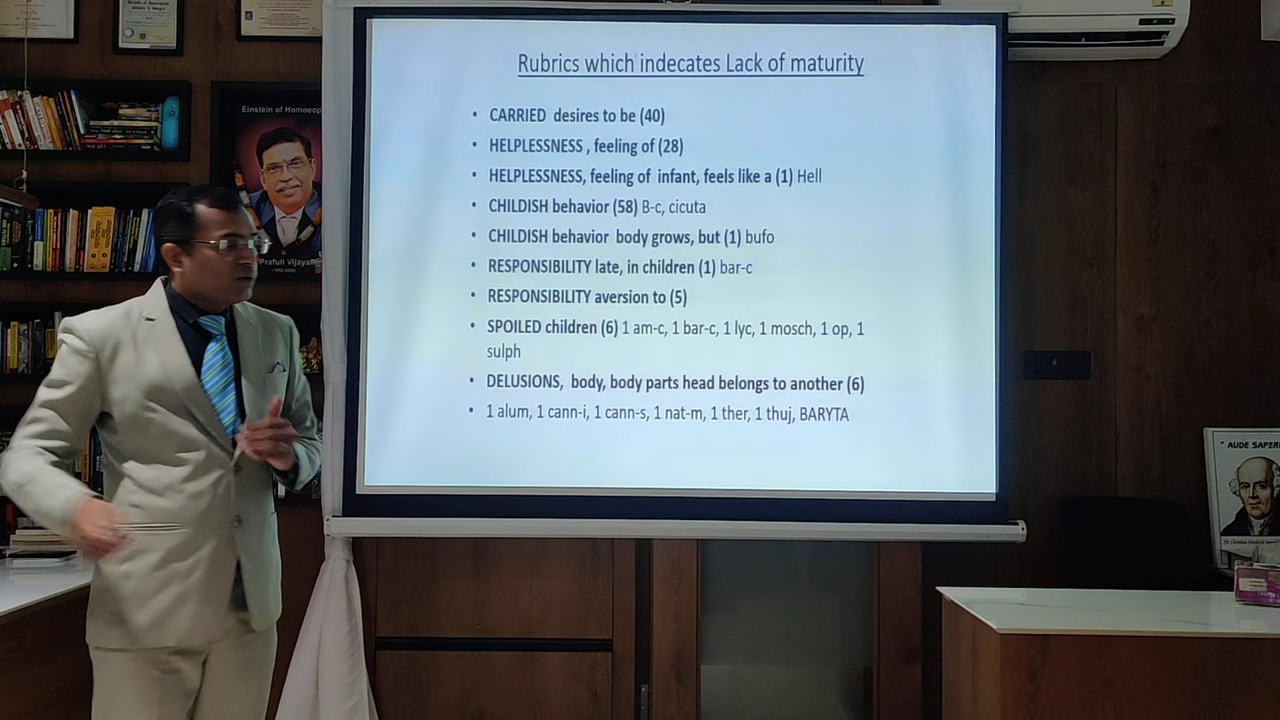 Einstein of Homoeop
Prafull Vijayak
Rubrics which indecates Lack of maturity
• CARRIED desires to be (40)
• HELPLESSNESS , feeling of (28)
• HELPLESSNESS, feeling of infant, feels like a (1) Hell
• CHILDISH behavior (58) B-c, cicuta
• CHILDISH behavior body grows, but (1) bufo
• RESPONSIBILITY late, in children (1) bar-c
• RESPONSIBILITY aversion to (5)
• SPOILED children (6) 1 am-c, 1 bar-c, 1 lyc, 1 mosch, 1 op, 1
sulph
• DELUSIONS, body, body parts head belongs to another (6)
• 1 alum, 1 cann-i, 1 cann-s, 1 nat-m, 1 ther, 1 thuj, BARYTA
" AUDE SAPER